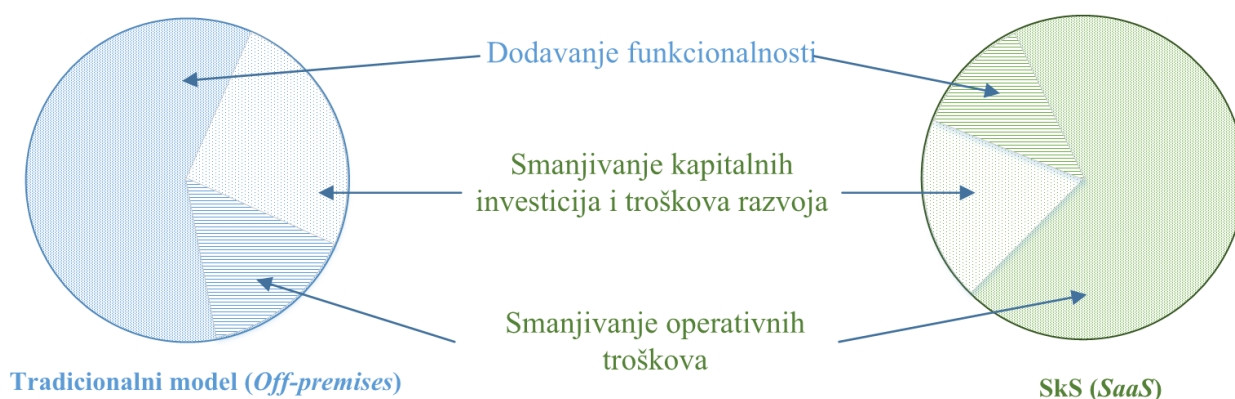 Dodavanje funkcionalnosti
Smanjivanje kapitalnih
investicija i troškova razvoja
Smanjivanje operativnih
troškova
Tradicionalni model (Off-premises)
SkS (SaaS)